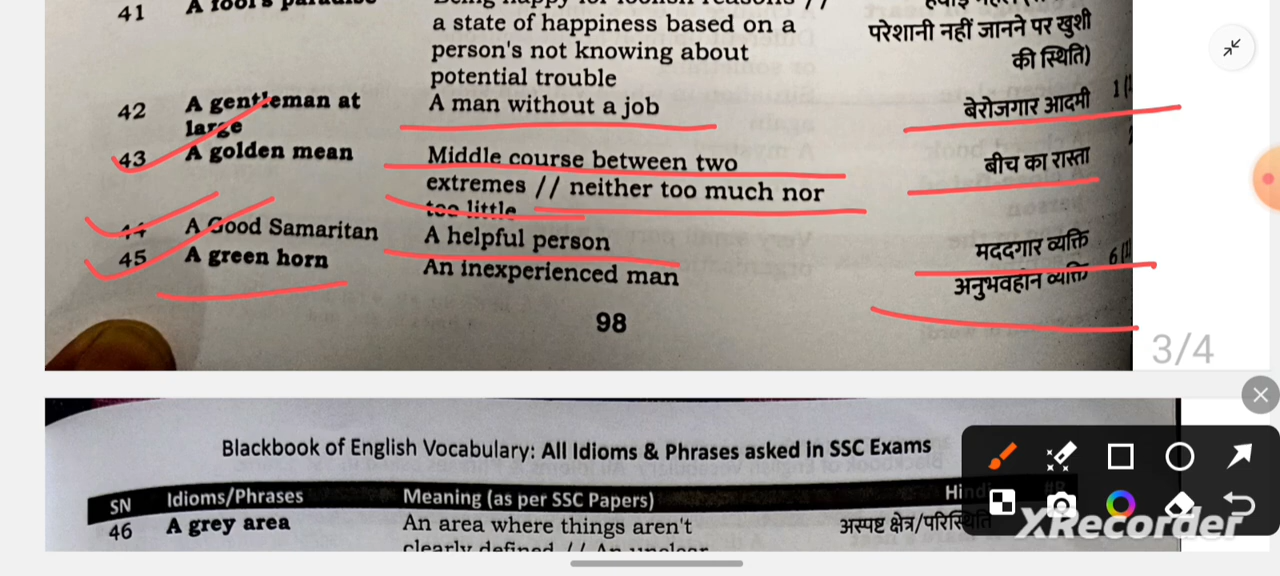 41 A fool's paradise
a state of happiness based on a परेशानी नहीं जानने पर खुशी
person's not knowing about की स्थिति)
potential trouble
42 A gentleman at A man without a job बेरोजगार आदमी
large
43 A golden mean Middle course between two बीच का रास्ता
extremes // neither too much nor
too little
44 A Good Samaritan A helpful person मददगार व्यक्ति
45 A green horn An inexperienced man अनुभवहीन व्यक्ति
98
3/4
Blackbook of English Vocabulary: All Idioms & Phrases asked in SSC Exams
SN Idioms/Phrases Meaning (as per SSC Papers)
46 A grey area An area where things aren't अस्पष्ट क्षेत्र/परिस्थिति
clearly defined // An unclear
XRecorder